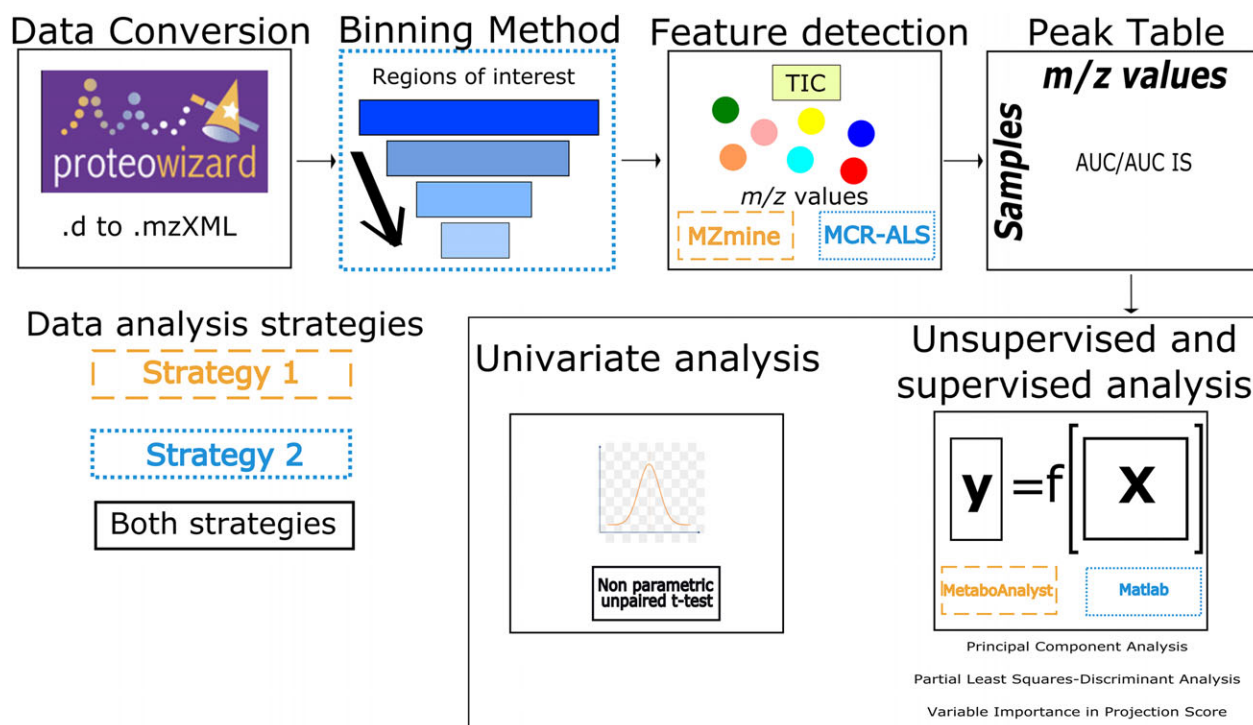 Data Conversion
proteowizard
.d to .mzXML
Binning Method
Regions of interest
Feature detection
TIC
m/z values
MZmine
MCR-ALS
Peak Table
m/z values
Samples
AUC/AUC IS
Data analysis strategies
Strategy 1
Strategy 2
Both strategies
Univariate analysis
Non parametric
unpaired t-test
Unsupervised and
supervised analysis
y =f[X]
MetaboAnalyst
Matlab
Principal Component Analysis
Partial Least Squares-Discriminant Analysis
Variable Importance in Projection Score